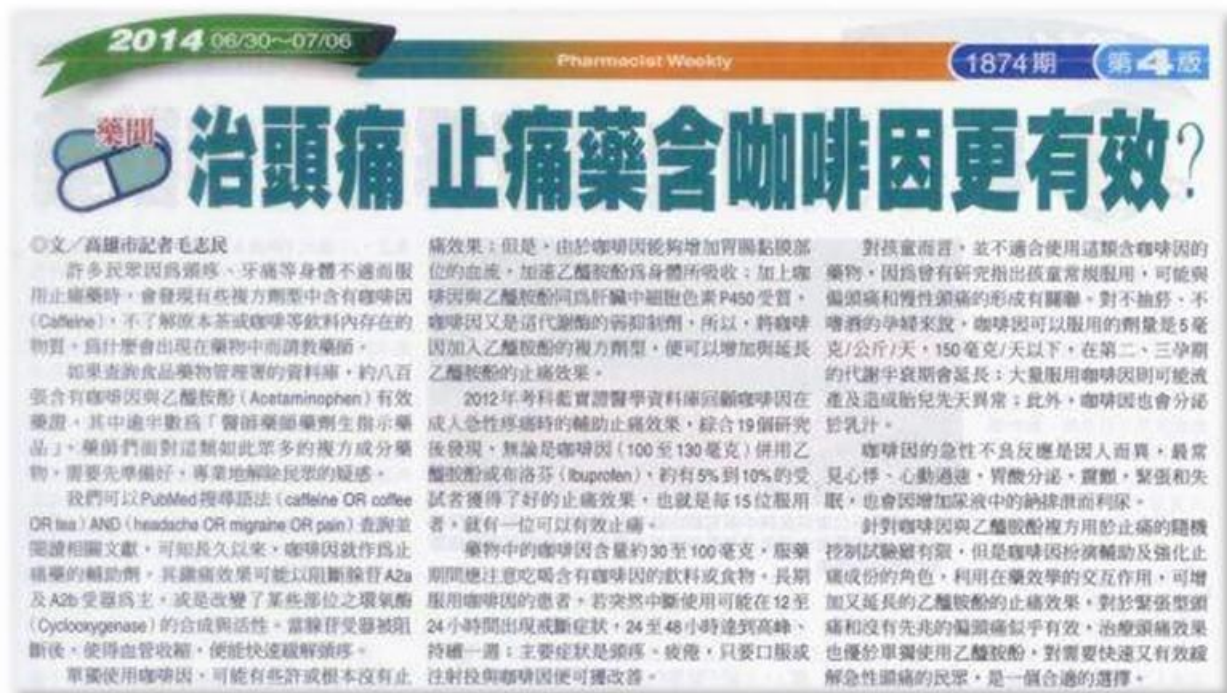 2014 06/30～07/06
Pharmacist Weekly
1874期
第4版
藥聞
治頭痛 止痛藥含咖啡因更有效?
◎文／高雄市記者毛志民
許多民眾因為頭疼、牙痛等身體不適而服
用止痛藥時，會發現有些複方劑型中含有咖啡因
(Caffeine)，不了解原本茶或咖啡等飲料內存在的
物質，為什麼會出現在藥物中而請教藥師。
如果查詢食品藥物管理署的資料庫，約八百
張含有咖啡因與乙醯胺酚（Acetaminophen）有效
藥證，其中逾半數為「醫師藥師藥劑生指示藥
品」，藥師們面對這類如此眾多的複方成分藥
物，需要先準備好，專業地解除民眾的疑惑。
我們可以PubMed搜尋語法（caffeine OR coffee
OR tea）AND（headache OR migraine OR pain）查詢並
閱讀相關文獻，可知長久以來，咖啡因就作為止
痛藥的輔助劑，其鎮痛效果可能以阻斷腺苷A2a
及A2b受器為主，或是改變了某些部位之環氧酶
(Cyclooxygenase)的合成與活性。當腺苷受器被阻
斷後，使得血管收縮，便能快速緩解頭疼。
單獨使用咖啡因，可能有些許或根本沒有止
痛效果；但是，由於咖啡因能夠增加胃腸黏膜部
位的血流，加速乙醯胺酚為身體所吸收；加上咖
啡因與乙醯胺酚同為肝臟中細胞色素P450受質，
咖啡因又是這代謝酶的弱抑制劑，所以，將咖啡
因加入乙醯胺酚的複方劑型，便可以增加與延長
乙醯胺酚的止痛效果。
2012年考科藍實證醫學資料庫回顧咖啡因在
成人急性疼痛時的輔助止痛效果，綜合19個研究
後發現，無論是咖啡因（100至130毫克）併用乙
醯胺酚或布洛芬（Ibuprofen），約有5%到10%的受
試者獲得了好的止痛效果，也就是每15位服用
者，就有一位可以有效止痛。
藥物中的咖啡因含量約30至100毫克，服藥
期間應注意吃喝含有咖啡因的飲料或食物。長期
服用咖啡因的患者，若突然中斷使用可能在12至
24小時間出現戒斷症狀，24至48小時達到高峰、
持續一週；主要症狀是頭疼、疲倦，只要口服或
注射投與咖啡因便可獲改善。
對孩童而言，並不適合使用這類含咖啡因的
藥物，因為曾有研究指出孩童常規服用，可能與
偏頭痛和慢性頭痛的形成有關聯。對不抽菸、不
嗜酒的孕婦來說，咖啡因可以服用的劑量是5毫
克/公斤/天，150毫克/天以下，在第二、三孕期
的代謝半衰期會延長；大量服用咖啡因則可能流
產及造成胎兒先天異常；此外，咖啡因也會分泌
於乳汁。
咖啡因的急性不良反應是因人而異，最常
見心悸、心動過速，胃酸分泌，震顫，緊張和失
眠，也會因增加尿液中的鈉排泄而利尿。
針對咖啡因與乙醯胺酚複方用於止痛的隨機
控制試驗雖有限，但是咖啡因扮演輔助及強化止
痛成份的角色，利用在藥效學的交互作用，可增
加又延長的乙醯胺酚的止痛效果，對於緊張型頭
痛和沒有先兆的偏頭痛似乎有效，治療頭痛效果
也優於單獨使用乙醯胺酚，對需要快速又有效緩
解急性頭痛的民眾，是一個合適的選擇。